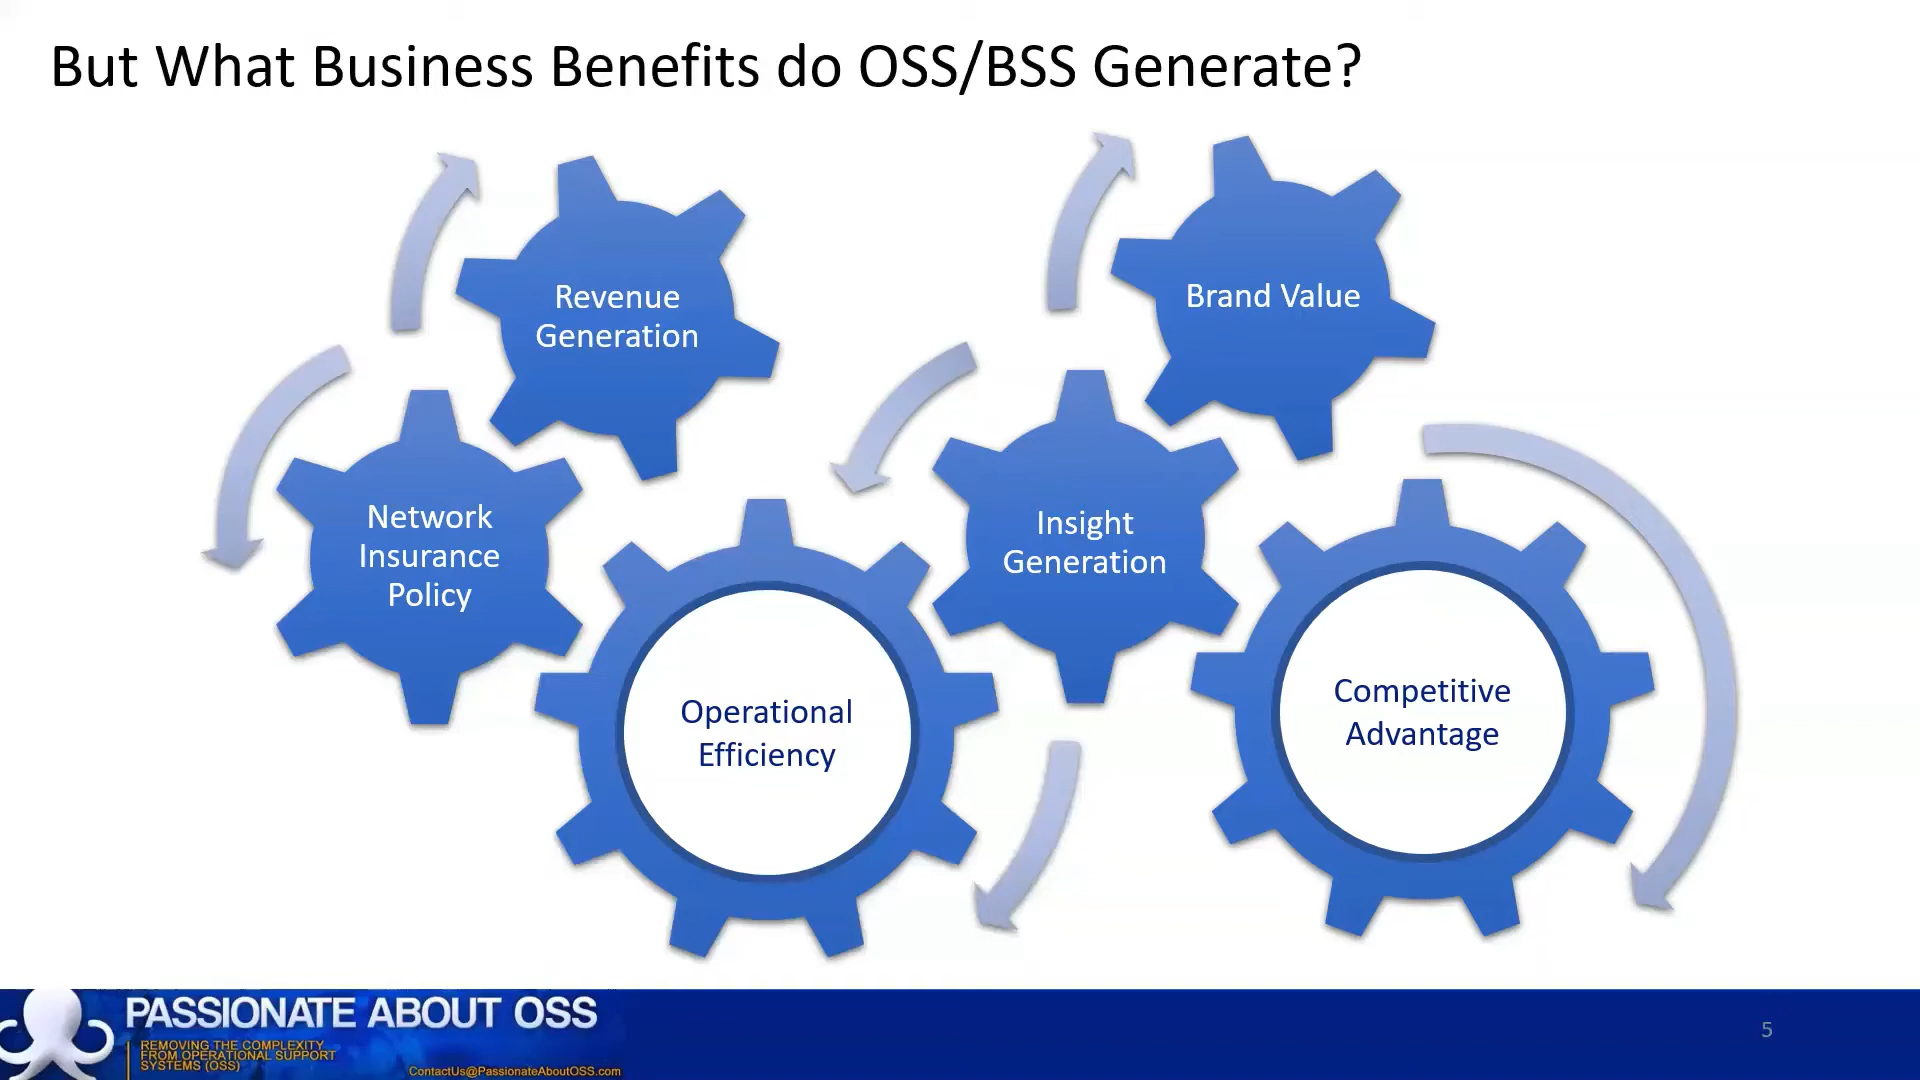 But What Business Benefits do OSS/BSS Generate?
Revenue
Generation
Brand Value
Network
Insurance
Policy
Insight
Generation
Operational
Efficiency
Competitive
Advantage
PASSIONATE ABOUT OSS
REMOVING THE COMPLEXITY
FROM OPERATIONAL SUPPORT
SYSTEMS (OSS)
ContactUs@PassionateAboutOSS.com
5